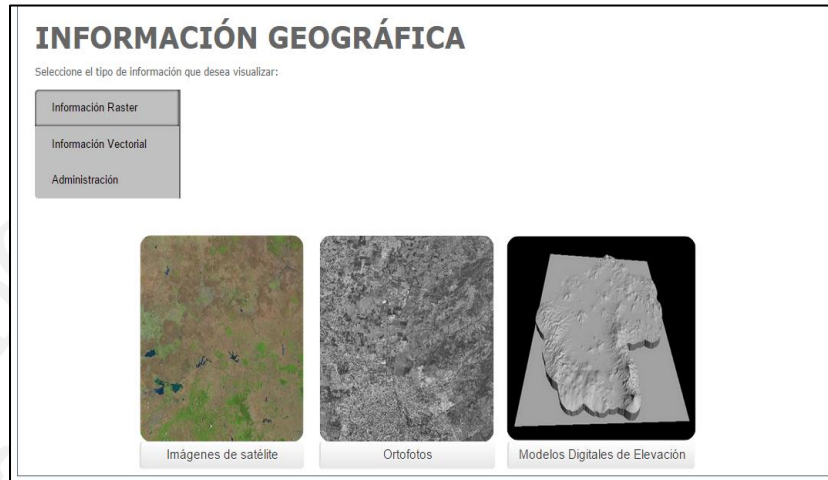 INFORMACIÓN GEOGRÁFICA
Seleccione el tipo de información que desea visualizar:
Información Raster
Información Vectorial
Administración
Imágenes de satélite
Ortofotos
Modelos Digitales de Elevación